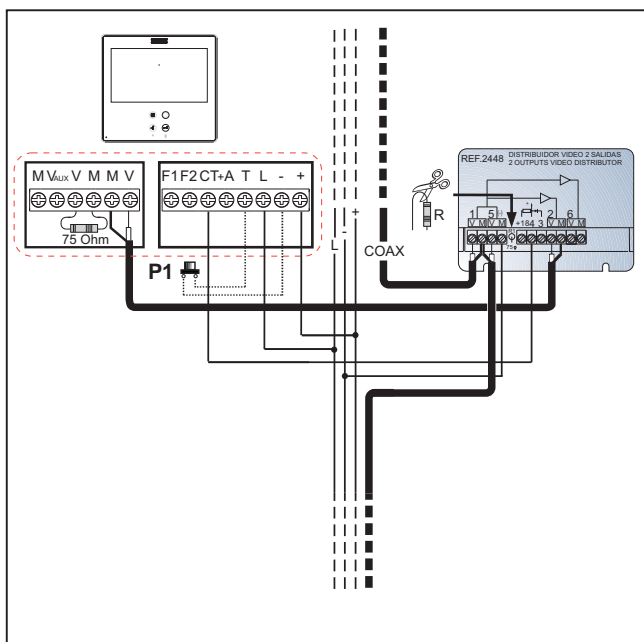 REF.2448
DISTRIBUIDOR VIDEO 2 SALIDAS
2 OUTPUTS VIDEO DISTRIBUTOR
M VAUX V M M V
75 Ohm
F1 F2 CT +A T L - +
P1
L
-
+
COAX
R
1 5 +18 4 3 2 6
V M V M V M V M
75